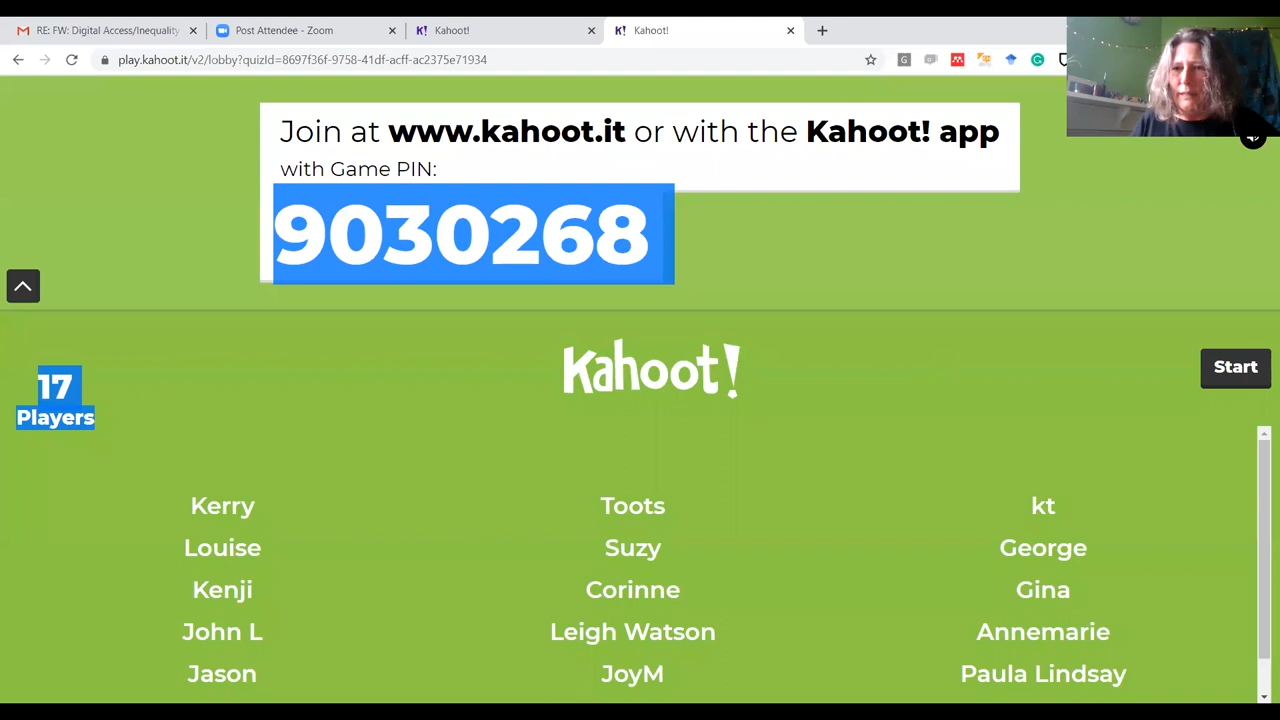 RE: FW: Digital Access/Inequality
Post Attendee - Zoom
Kahoot!
Kahoot!
play.kahoot.it/v2/lobby?quizId=8697f36f-9758-41df-acff-ac2375e71934
Join at www.kahoot.it or with the Kahoot! app
with Game PIN:
9030268
Kahoot!
17
Players
Start
Kerry
Toots
kt
Louise
Suzy
George
Kenji
Corinne
Gina
John L
Leigh Watson
Annemarie
Jason
JoyM
Paula Lindsay